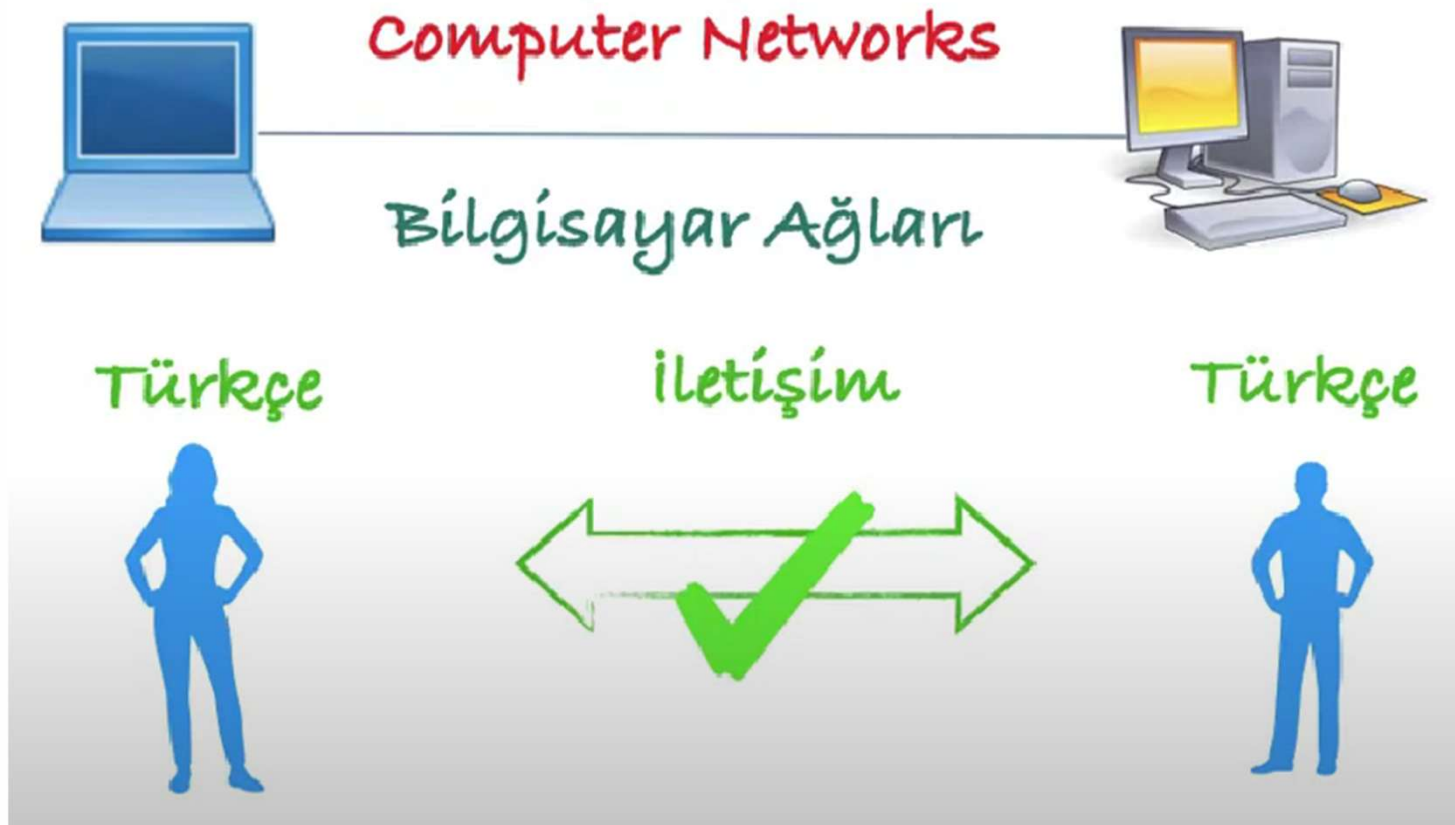 Computer Networks
Bilgisayar Ağları
Türkçe
İletişim
Türkçe